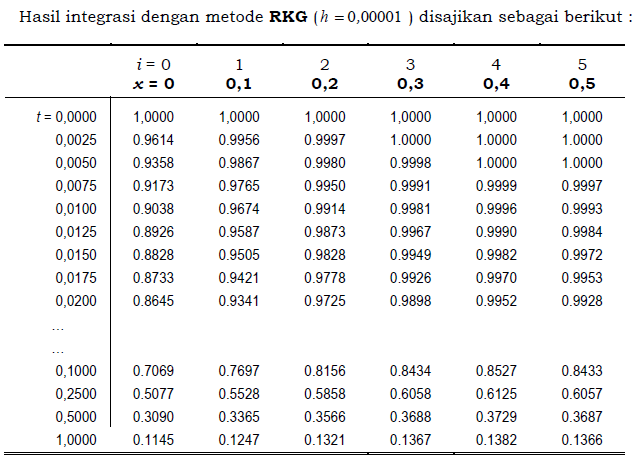 Hasil integrasi dengan metode RKG ( h = 0,00001 ) disajikan sebagai berikut :
i = 0 1 2 3 4 5
x = 0 0,1 0,2 0,3 0,4 0,5
t = 0,0000 1,0000 1,0000 1,0000 1,0000 1,0000 1,0000
0,0025 0.9614 0.9956 0.9997 1.0000 1.0000 1.0000
0,0050 0.9358 0.9867 0.9980 0.9998 1.0000 1.0000
0,0075 0.9173 0.9765 0.9950 0.9991 0.9999 0.9997
0,0100 0.9038 0.9674 0.9914 0.9981 0.9996 0.9993
0,0125 0.8926 0.9587 0.9873 0.9967 0.9990 0.9984
0,0150 0.8828 0.9505 0.9828 0.9949 0.9982 0.9972
0,0175 0.8733 0.9421 0.9778 0.9926 0.9970 0.9953
0,0200 0.8645 0.9341 0.9725 0.9898 0.9952 0.9928
...
...
0,1000 0.7069 0.7697 0.8156 0.8434 0.8527 0.8433
0,2500 0.5077 0.5528 0.5858 0.6058 0.6125 0.6057
0,5000 0.3090 0.3365 0.3566 0.3688 0.3729 0.3687
1,0000 0.1145 0.1247 0.1321 0.1367 0.1382 0.1366